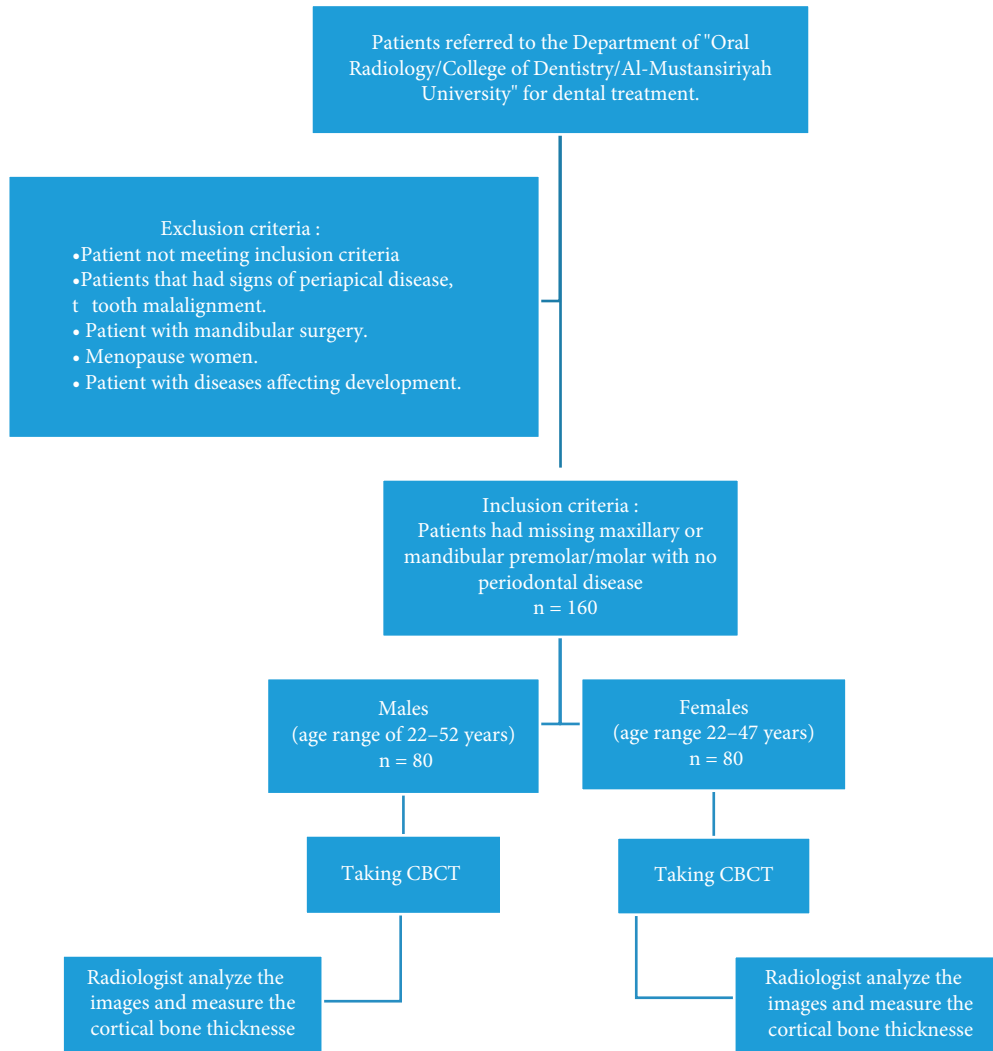 Patients referred to the Department of "Oral
Radiology/College of Dentistry/Al-Mustansiriyah
University" for dental treatment.
Exclusion criteria :
•Patient not meeting inclusion criteria
•Patients that had signs of periapical disease,
t tooth malalignment.
• Patient with mandibular surgery.
• Menopause women.
• Patient with diseases affecting development.
Inclusion criteria :
Patients had missing maxillary or
mandibular premolar/molar with no
periodontal disease
n = 160
Males
(age range of 22–52 years)
n = 80
Females
(age range 22–47 years)
n = 80
Taking CBCT
Taking CBCT
Radiologist analyze the
images and measure the
cortical bone thicknesse
Radiologist analyze the
images and measure the
cortical bone thicknesse